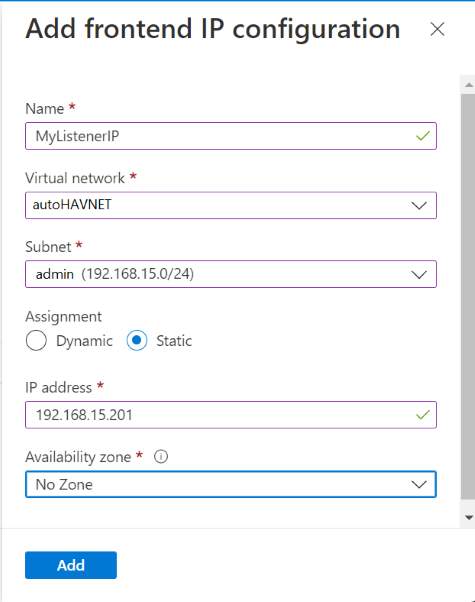 Add frontend IP configuration
Name *
MyListenerIP
Virtual network *
autoHAVNET
Subnet *
admin (192.168.15.0/24)
Assignment
Dynamic Static
IP address *
192.168.15.201
Availability zone *
No Zone
Add